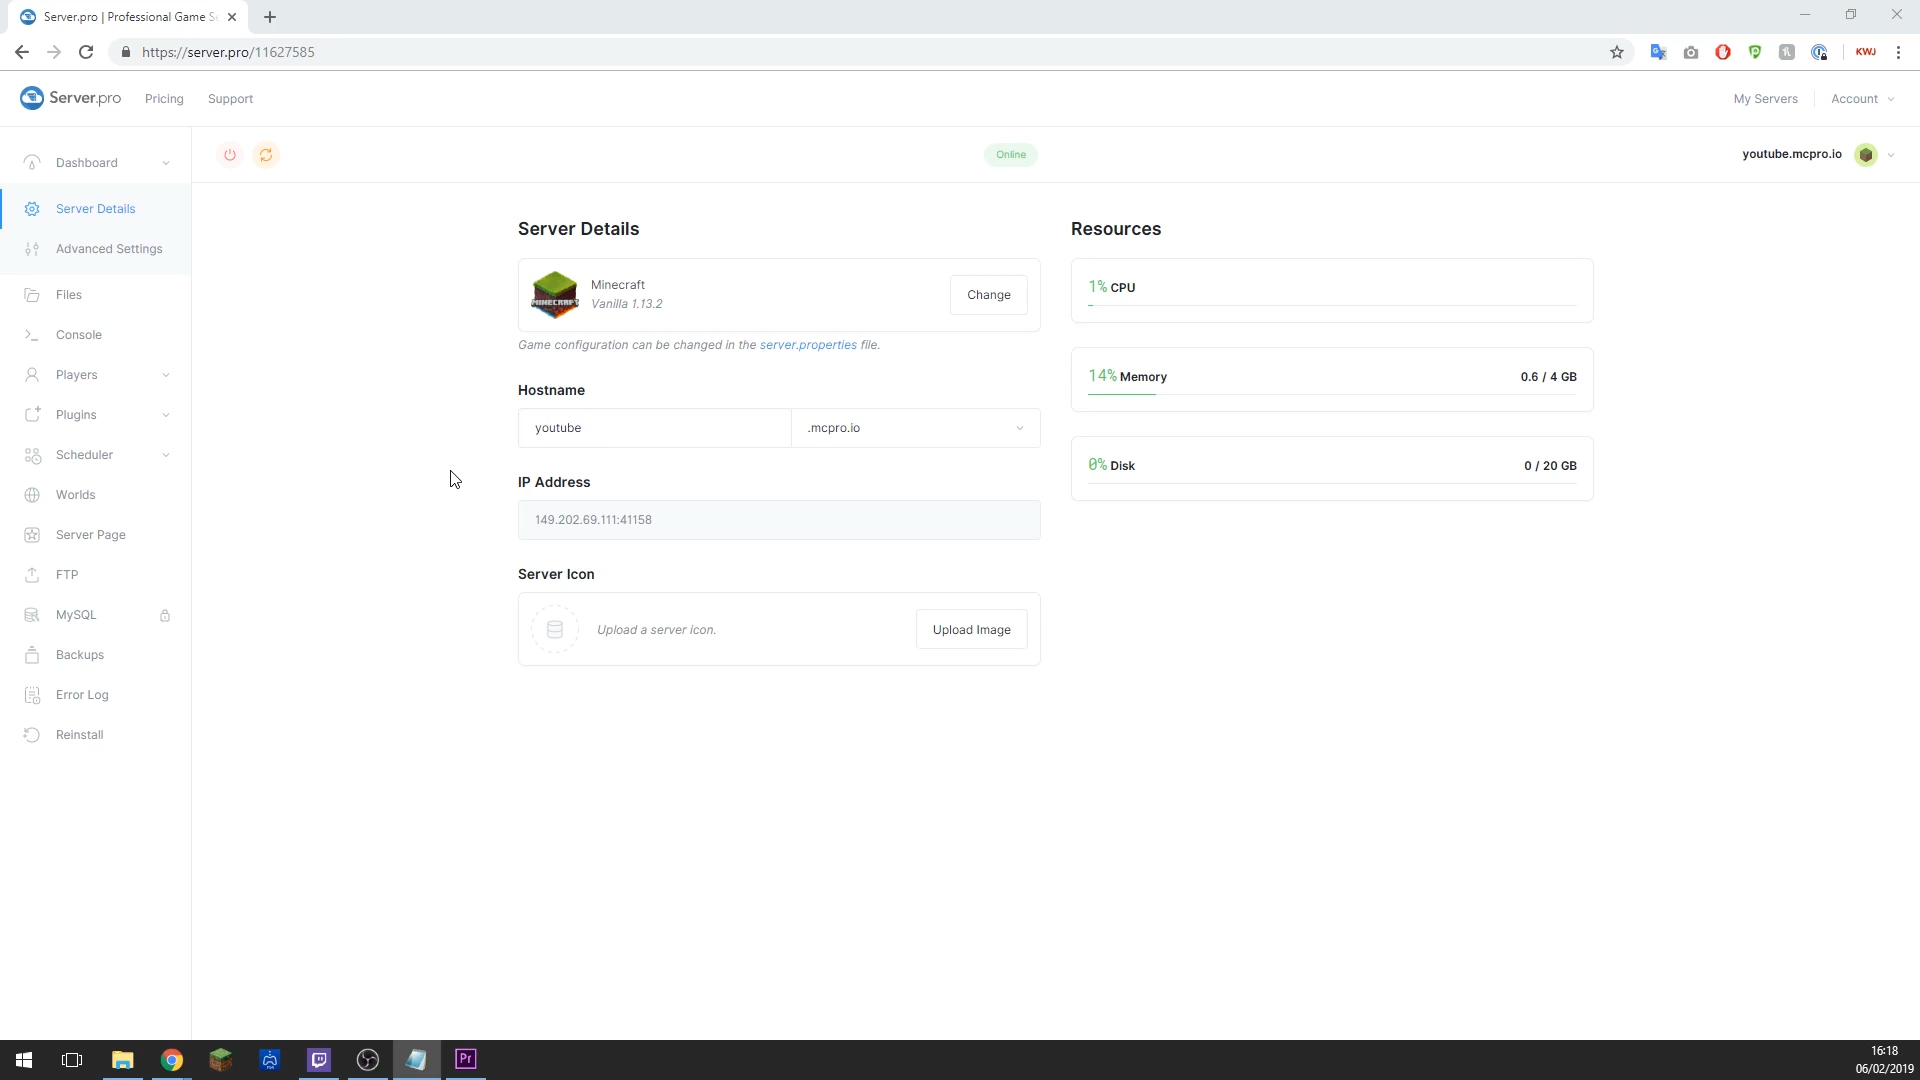 Server.pro | Professional Game Se
https://server.pro/11627585
KWJ
Server.pro
Pricing
Support
My Servers
Account
Dashboard
Online
youtube.mcpro.io
Server Details
Advanced Settings
Files
Console
Players
Plugins
Scheduler
Worlds
Server Page
FTP
MySQL
Backups
Error Log
Reinstall
Server Details
MINECRAFT
Minecraft
Vanilla 1.13.2
Change
Game configuration can be changed in the server.properties file.
Hostname
youtube
.mcpro.io
IP Address
149.202.69.111:41158
Server Icon
Upload a server icon.
Upload Image
Resources
1% CPU
14% Memory
0.6 / 4 GB
0% Disk
0 / 20 GB
Pr
16:18
06/02/2019